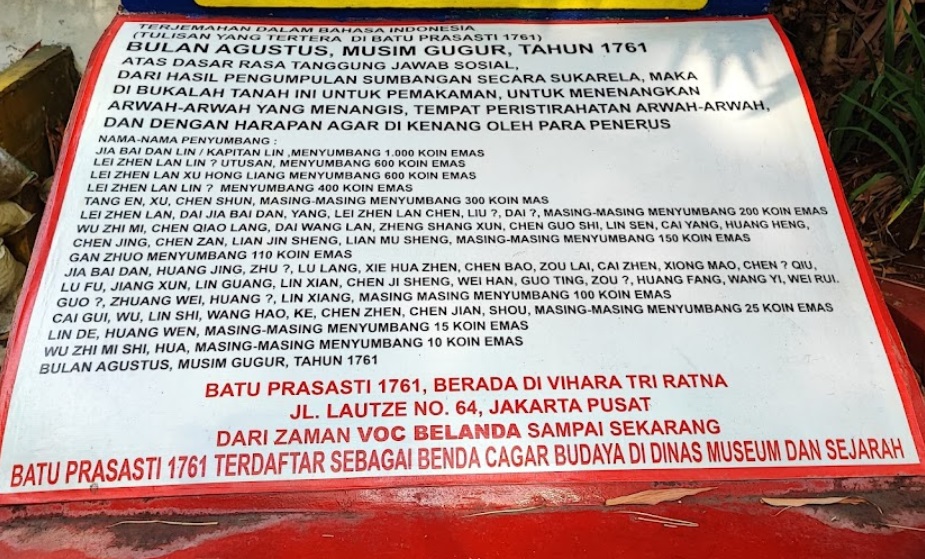 TERJEMAHAN DALAM BAHASA INDONESIA
(TULISAN YANG TERTERA DI BATU PRASASTI 1761)
BULAN AGUSTUS, MUSIM GUGUR, TAHUN 1761
ATAS DASAR RASA TANGGUNG JAWAB SOSIAL,
DARI HASIL PENGUMPULAN SUMBANGAN SECARA SUKARELA, MAKA
DI BUKALAH TANAH INI UNTUK PEMAKAMAN, UNTUK MENENANGKAN
ARWAH-ARWAH YANG MENANGIS, TEMPAT PERISTIRAHATAN ARWAH-ARWAH,
DAN DENGAN HARAPAN AGAR DI KENANG OLEH PARA PENERUS
NAMA-NAMA PENYUMBANG :
JIA BAI DAN LIN / KAPITAN LIN ,MENYUMBANG 1.000 KOIN EMAS
LEI ZHEN LAN LIN ? UTUSAN, MENYUMBANG 600 KOIN EMAS
LEI ZHEN LAN XU HONG LIANG MENYUMBANG 600 KOIN EMAS
LEI ZHEN LAN LIN ? MENYUMBANG 400 KOIN EMAS
TANG EN, XU, CHEN SHUN, MASING-MASING MENYUMBANG 300 KOIN MAS
LEI ZHEN LAN, DAI JIA BAI DAN, YANG, LEI ZHEN LAN CHEN, LIU ?, DAI ?, MASING-MASING MENYUMBANG 200 KOIN EMAS
WU ZHI MI, CHEN QIAO LANG, DAI WANG LAN, ZHENG SHANG XUN, CHEN GUO SHI, LIN SEN, CAI YANG, HUANG HENG,
CHEN JING, CHEN ZAN, LIAN JIN SHENG, LIAN MU SHENG, MASING-MASING MENYUMBANG 150 KOIN EMAS
GAN ZHUO MENYUMBANG 110 KOIN EMAS
JIA BAI DAN, HUANG JING, ZHU ?, LU LANG, XIE HUA ZHEN, CHEN BAO, ZOU LAI, CAI ZHEN, XIONG MAO, CHEN ? QIU,
LU FU, JIANG XUN, LIN GUANG, LIN XIAN, CHEN JI SHENG, WEI HAN, GUO TING, ZOU ?, HUANG FANG, WANG YI, WEI RUI.
GUO ?, ZHUANG WEI, HUANG ?, LIN XIANG, MASING MASING MENYUMBANG 100 KOIN EMAS
CAI GUI, WU, LIN SHI, WANG HAO, KE, CHEN ZHEN, CHEN JIAN, SHOU, MASING-MASING MENYUMBANG 25 KOIN EMAS
LIN DE, HUANG WEN, MASING-MASING MENYUMBANG 15 KOIN EMAS
WU ZHI MI SHI, HUA, MASING-MASING MENYUMBANG 10 KOIN EMAS
BULAN AGUSTUS, MUSIM GUGUR, TAHUN 1761
BATU PRASASTI 1761, BERADA DI VIHARA TRI RATNA
JL. LAUTZE NO. 64, JAKARTA PUSAT
DARI ZAMAN VOC BELANDA SAMPAI SEKARANG
BATU PRASASTI 1761 TERDAFTAR SEBAGAI BENDA CAGAR BUDAYA DI DINAS MUSEUM DAN SEJARAH